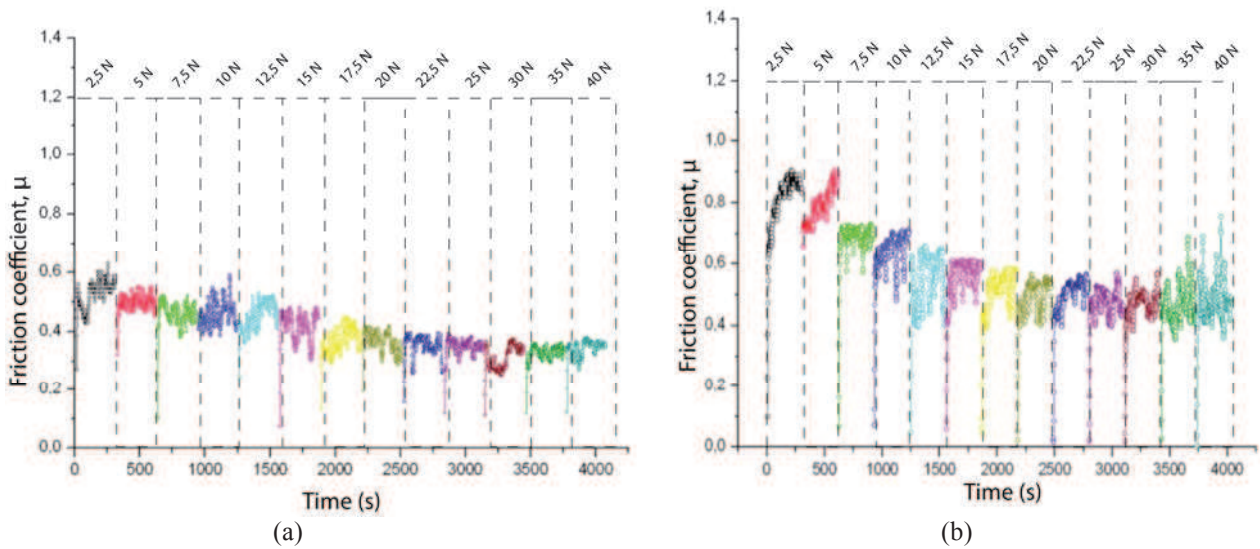 1,4
1,2
1,0
0,8
0,6
0,4
0,2
0,0
Friction coefficient, μ
2,5 N
5 N
7,5 N
10 N
12,5 N
15 N
17,5 N
20 N
22,5 N
25 N
30 N
35 N
40 N
0 500 1000 1500 2000 2500 3000 3500 4000
Time (s)
(a)
1,4
1,2
1,0
0,8
0,6
0,4
0,2
0,0
Friction coefficient, μ
2,5 N
5 N
7,5 N
10 N
12,5 N
15 N
17,5 N
20 N
22,5 N
25 N
30 N
35 N
40 N
0 500 1000 1500 2000 2500 3000 3500 4000
Time (s)
(b)